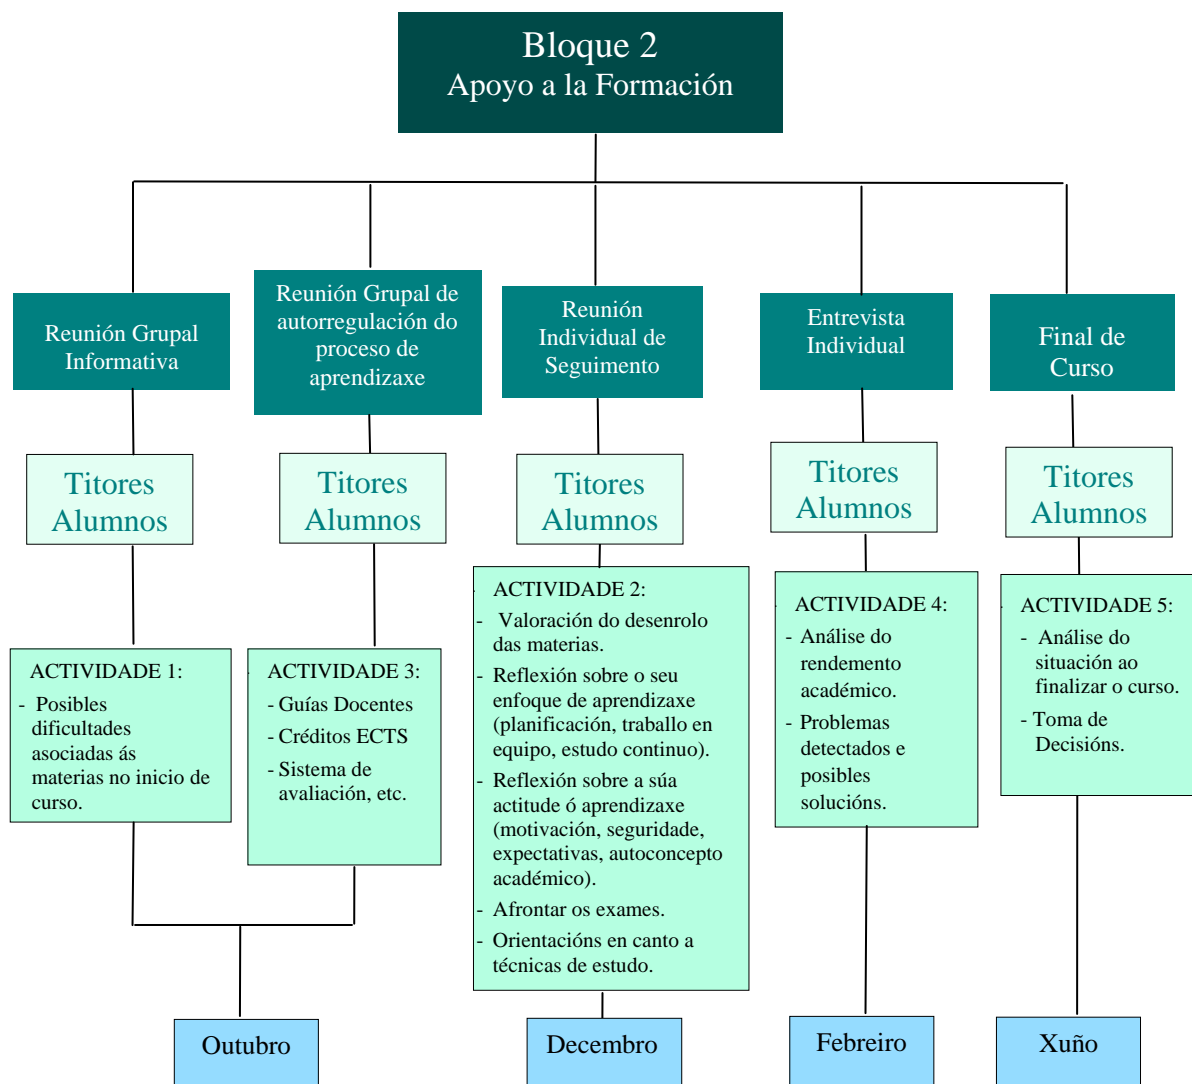 Bloque 2
Apoyo a la Formación
Reunión Grupal
Informativa
Reunión Grupal de
autorregulación do
proceso de
aprendizaxe
Reunión
Individual de
Seguimento
Entrevista
Individual
Final de
Curso
Titores
Alumnos
Titores
Alumnos
Titores
Alumnos
Titores
Alumnos
Titores
Alumnos
ACTIVIDADE 1:
- Posibles
dificultades
asociadas ás
materias no inicio de
curso.
ACTIVIDADE 3:
- Guías Docentes
- Créditos ECTS
- Sistema de
avaliación, etc.
ACTIVIDADE 2:
- Valoración do desenrolo
das materias.
- Reflexión sobre o seu
enfoque de aprendizaxe
(planificación, traballo en
equipo, estudo continuo).
- Reflexión sobre a súa
actitude ó aprendizaxe
(motivación, seguridade,
expectativas, autoconcepto
académico).
- Afrontar os exames.
- Orientacións en canto a
técnicas de estudo.
ACTIVIDADE 4:
- Análise do
rendemento
académico.
- Problemas
detectados e
posibles
solucións.
ACTIVIDADE 5:
- Análise do
situación ao
finalizar o curso.
- Toma de
Decisións.
Outubro
Decembro
Febreiro
Xuño